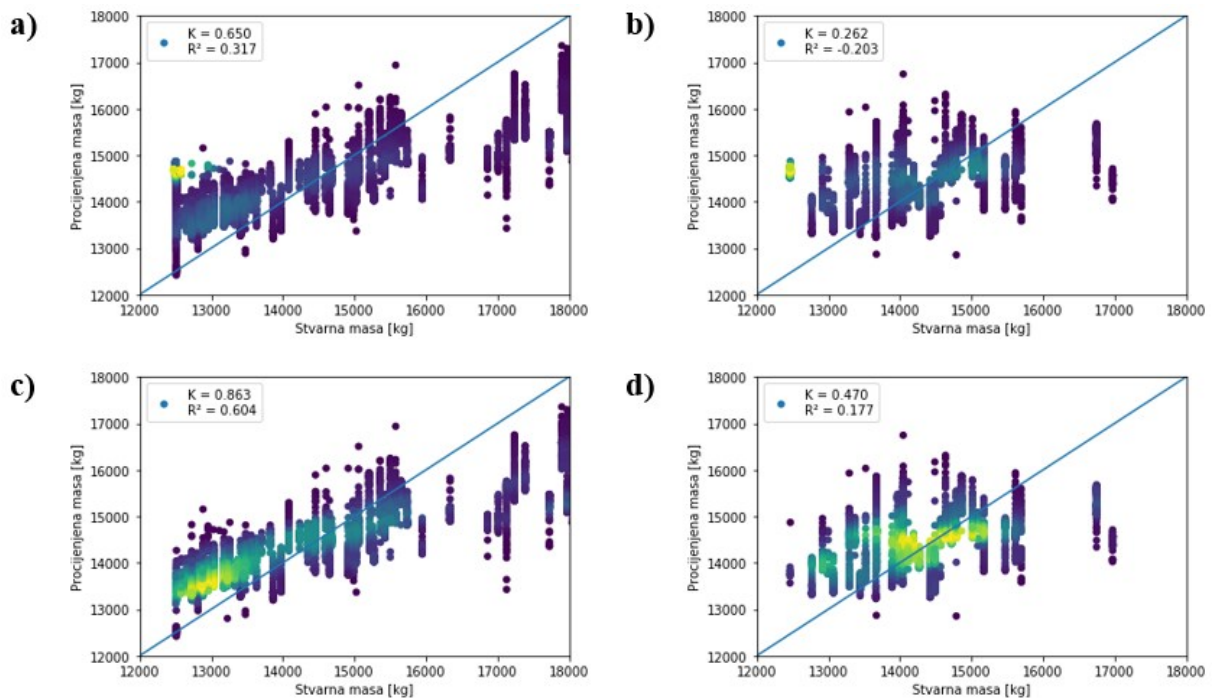 a)
K = 0.650
R² = 0.317
Procijenjena masa [kg]
18000
17000
16000
15000
14000
13000
12000
12000 13000 14000 15000 16000 17000 18000
Stvarna masa [kg]
b)
K = 0.262
R² = -0.203
Procijenjena masa [kg]
18000
17000
16000
15000
14000
13000
12000
12000 13000 14000 15000 16000 17000 18000
Stvarna masa [kg]
c)
K = 0.863
R² = 0.604
Procijenjena masa [kg]
18000
17000
16000
15000
14000
13000
12000
12000 13000 14000 15000 16000 17000 18000
Stvarna masa [kg]
d)
K = 0.470
R² = 0.177
Procijenjena masa [kg]
18000
17000
16000
15000
14000
13000
12000
12000 13000 14000 15000 16000 17000 18000
Stvarna masa [kg]